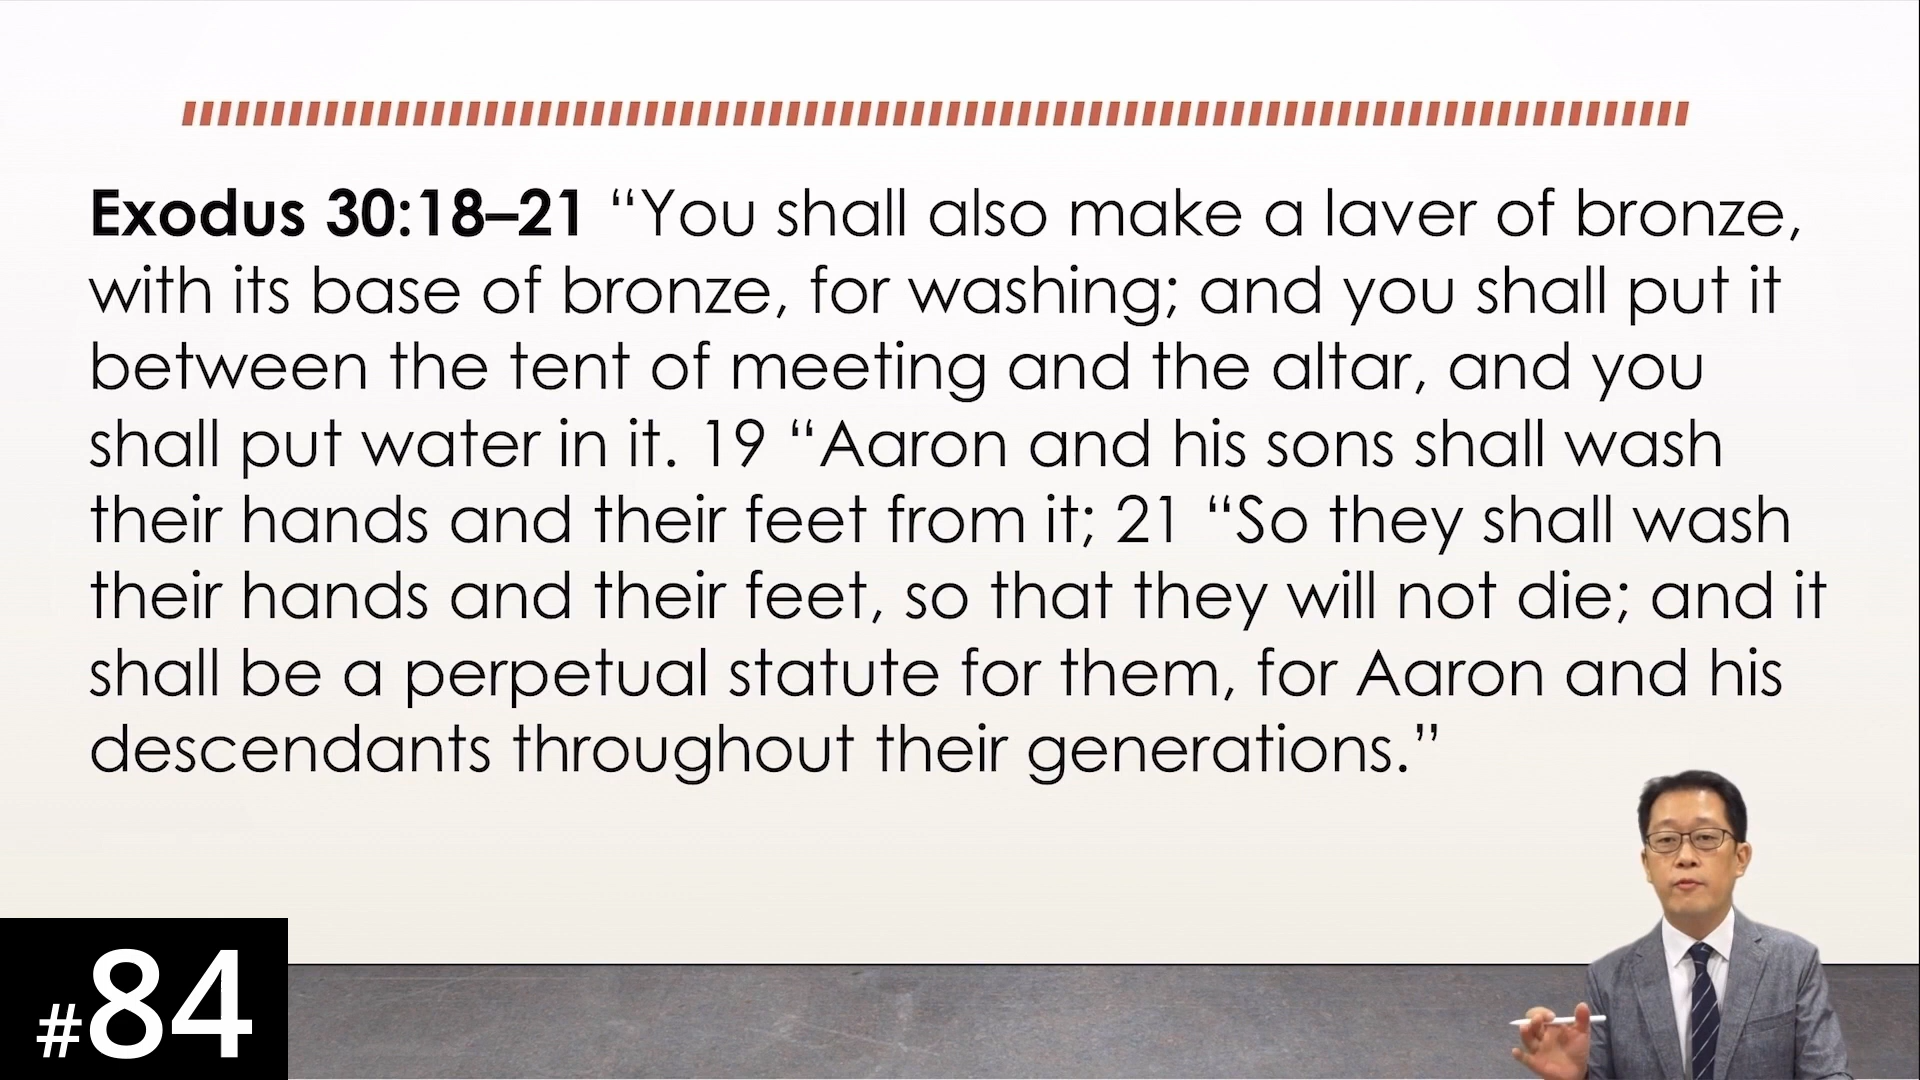 Exodus 30:18–21 “You shall also make a laver of bronze,
with its base of bronze, for washing; and you shall put it
between the tent of meeting and the altar, and you
shall put water in it. 19 “Aaron and his sons shall wash
their hands and their feet from it; 21 “So they shall wash
their hands and their feet, so that they will not die; and it
shall be a perpetual statute for them, for Aaron and his
descendants throughout their generations.”
#84